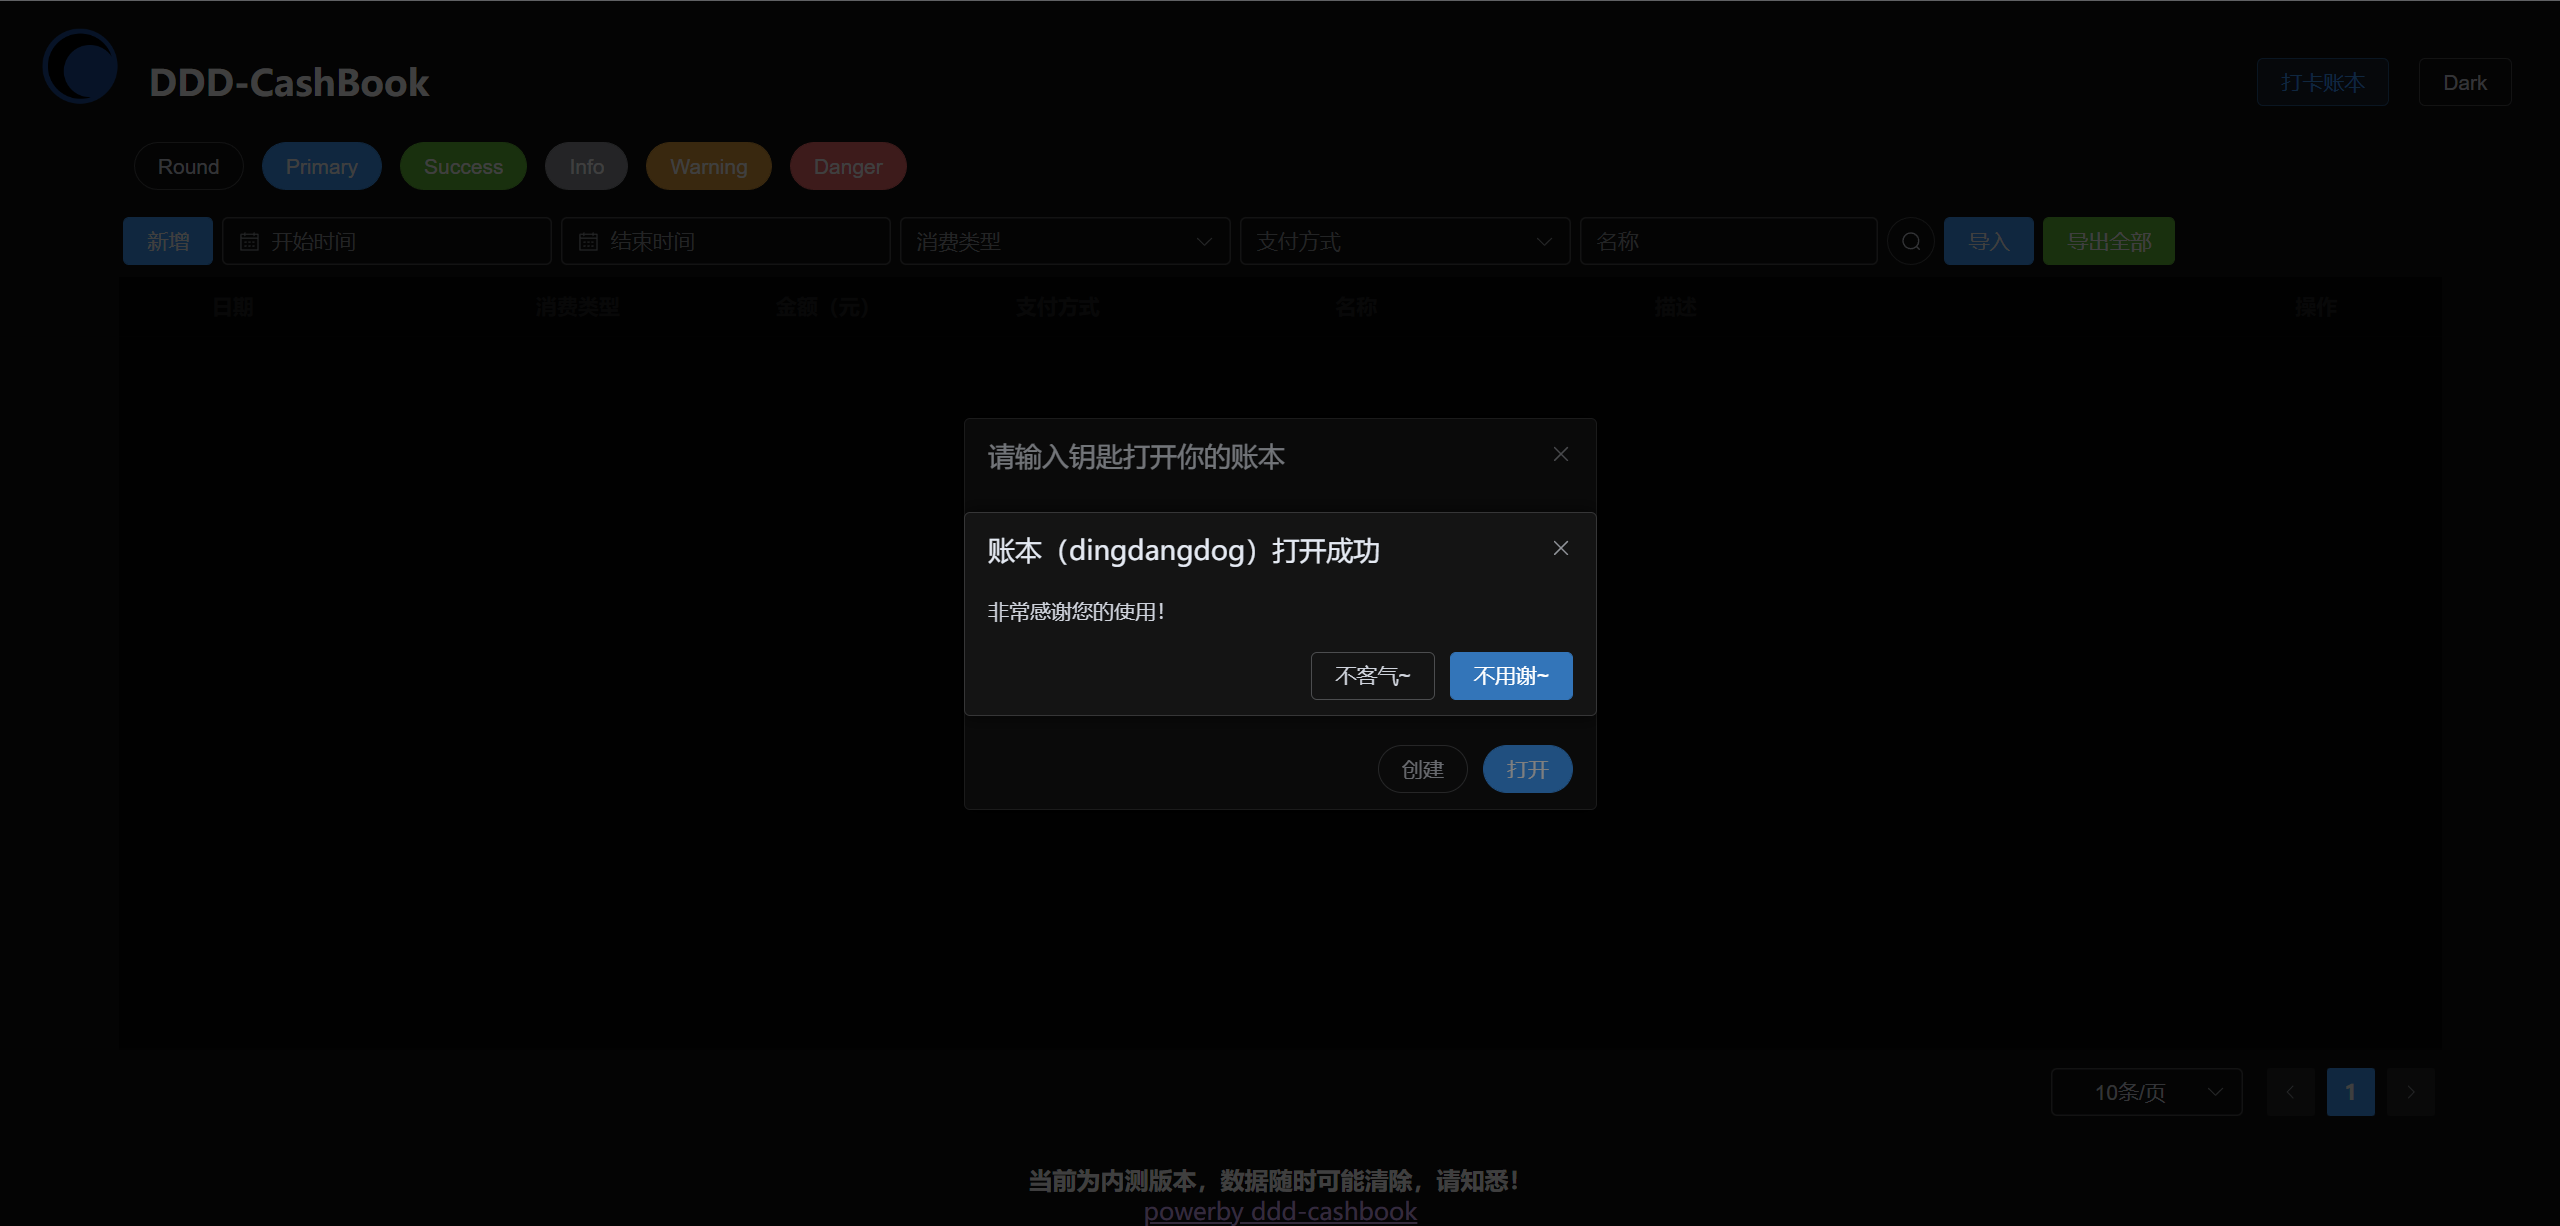 DDD-CashBook
打卡账本 Dark
Round Primary Success Info Warning Danger
新增 开始时间 结束时间 消费类型 支付方式 名称 导入 导出全部
日期 消费类型 金额（元） 支付方式 名称 描述 操作
请输入钥匙打开你的账本
账本（dingdangdog）打开成功
非常感谢您的使用！
不客气~ 不用谢~
创建 打开
10条/页 1
当前为内测版本，数据随时可能清除，请知悉！
powerby ddd-cashbook